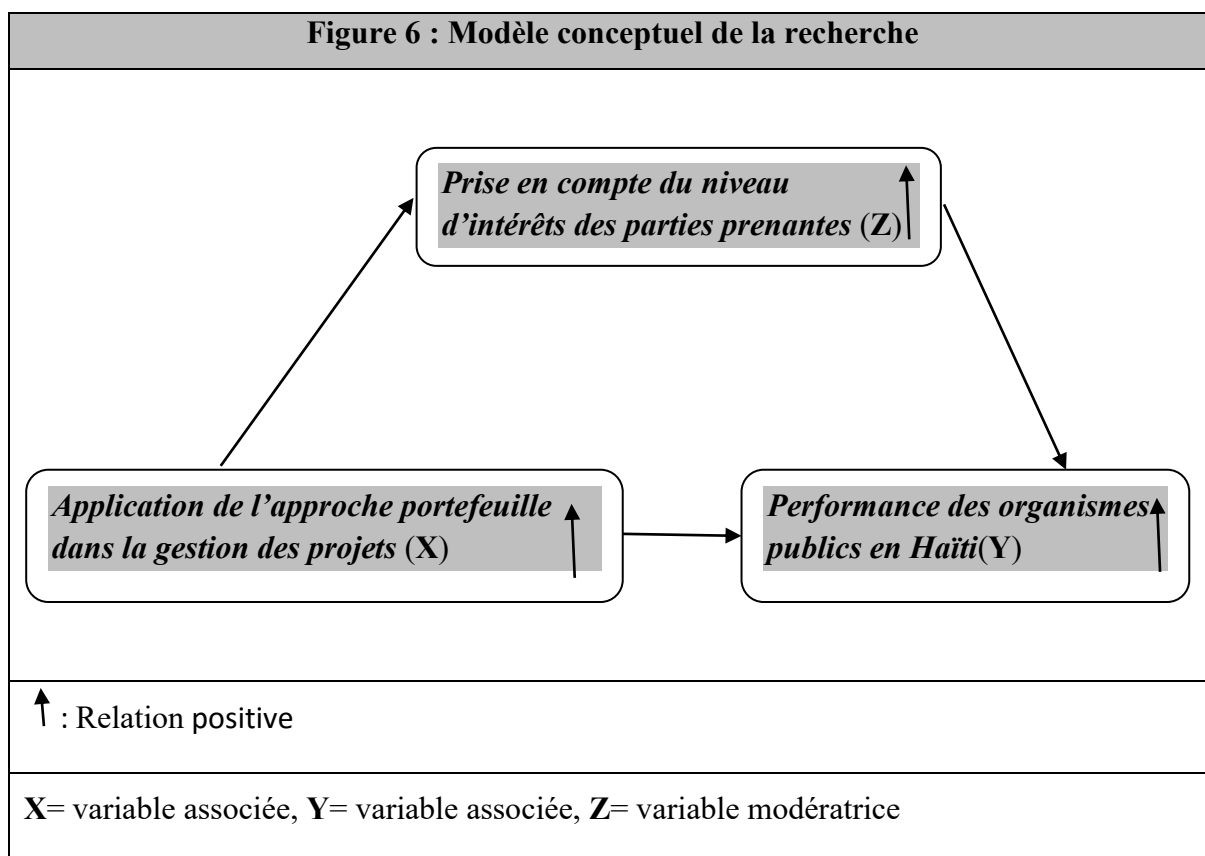 Figure 6 : Modèle conceptuel de la recherche
Prise en compte du niveau
d’intérêts des parties prenantes (Z)
Application de l’approche portefeuille
dans la gestion des projets (X)
Performance des organismes
publics en Haïti(Y)
: Relation positive
X= variable associée, Y= variable associée, Z= variable modératrice